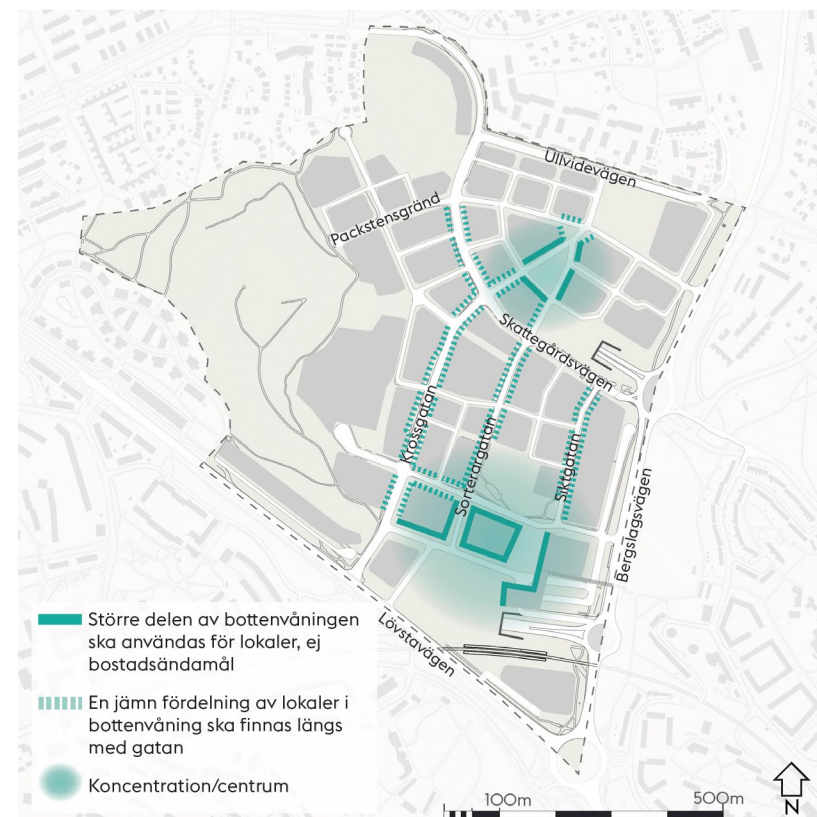 Ullvidevägen
Packstensgränd
Skattegårdsvägen
Krossgatan
Sorterargatan
Siktgatan
Bergslagsvägen
Lövstavägen
Större delen av bottenvåningen
ska användas för lokaler, ej
bostadsändamål
En jämn fördelning av lokaler i
bottenvåning ska finnas längs
med gatan
Koncentration/centrum
100m
500m
N